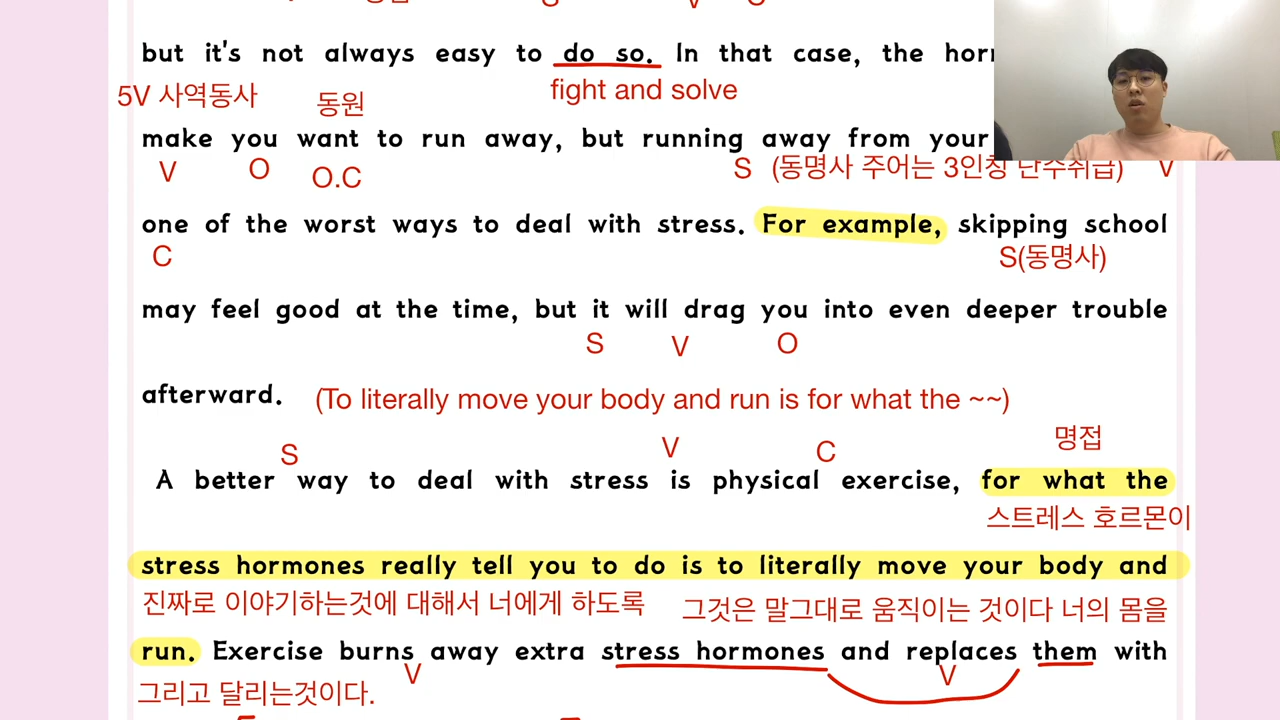 but it's not always easy to do so. In that case, the
5V 사역동사 동원 fight and solve
make you want to run away, but running away from your
V O O.C S (동명사 주어는 3인칭 단수취급) V
one of the worst ways to deal with stress. For example, skipping school
C S(동명사)
may feel good at the time, but it will drag you into even deeper trouble
S V O
afterward. (To literally move your body and run is for what the ~~)
S V C 명접
A better way to deal with stress is physical exercise, for what the
스트레스 호르몬이
stress hormones really tell you to do is to literally move your body and
진짜로 이야기하는것에 대해서 너에게 하도록 그것은 말그대로 움직이는 것이다 너의 몸을
run. Exercise burns away extra stress hormones and replaces them with
V V
그리고 달리는것이다.